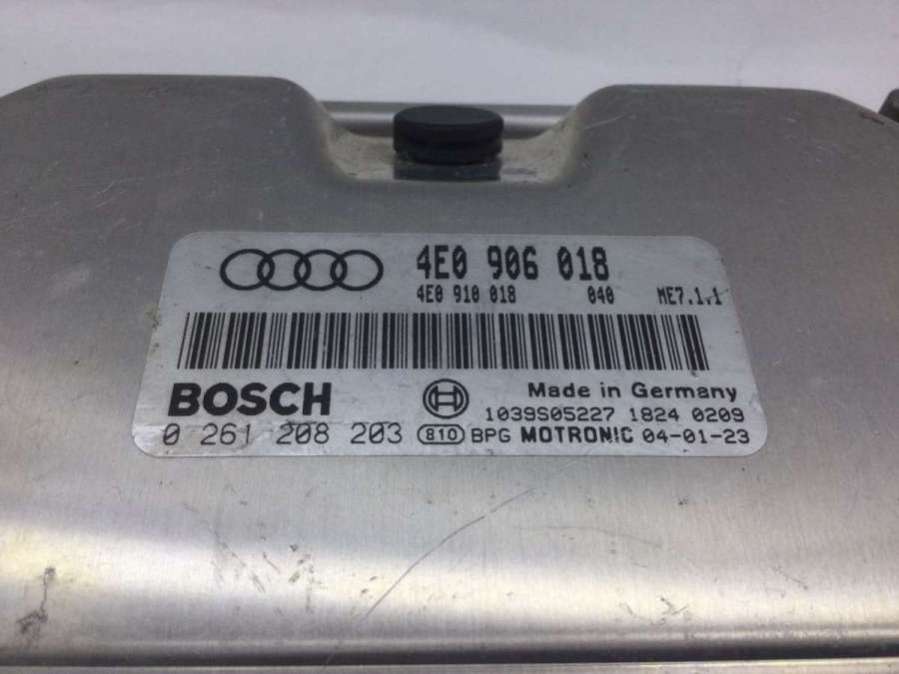 4E0 906 018
4E0 910 018 040 ME7.1.1
BOSCH Made in Germany
1039S05227 1824 0209
0 261 208 203 810 BPG MOTRONIC 04-01-23